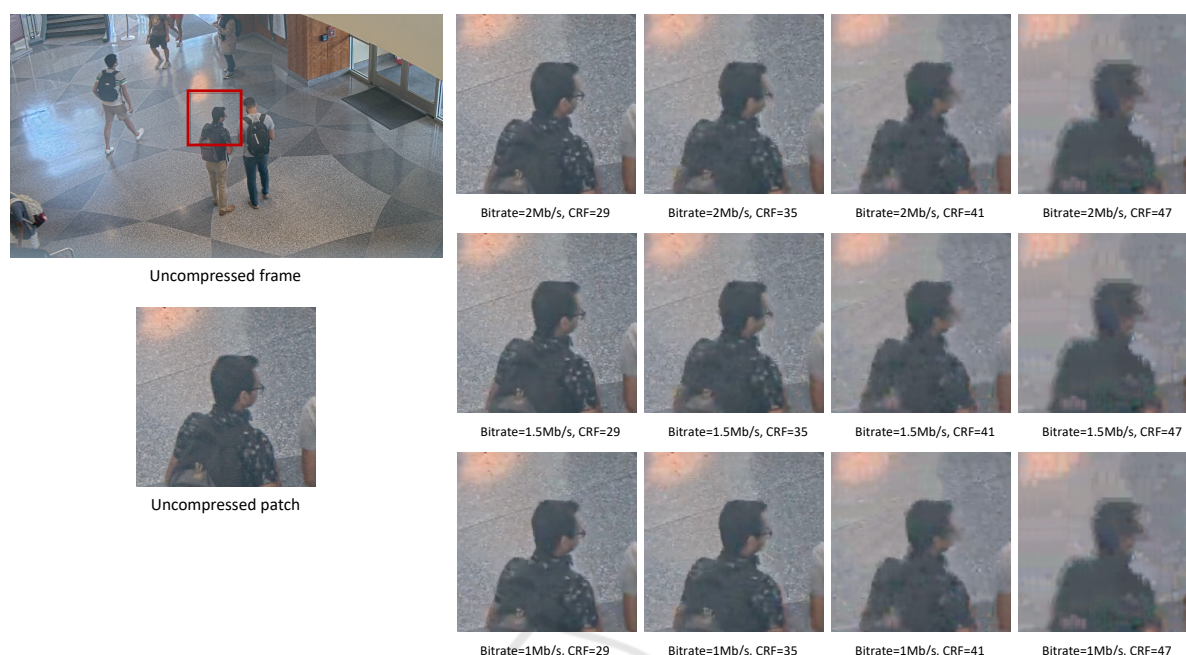 Uncompressed frame
Uncompressed patch
Bitrate=2Mb/s, CRF=29
Bitrate=2Mb/s, CRF=35
Bitrate=2Mb/s, CRF=41
Bitrate=2Mb/s, CRF=47
Bitrate=1.5Mb/s, CRF=29
Bitrate=1.5Mb/s, CRF=35
Bitrate=1.5Mb/s, CRF=41
Bitrate=1.5Mb/s, CRF=47
Bitrate=1Mb/s, CRF=29
Bitrate=1Mb/s, CRF=35
Bitrate=1Mb/s, CRF=41
Bitrate=1Mb/s, CRF=47